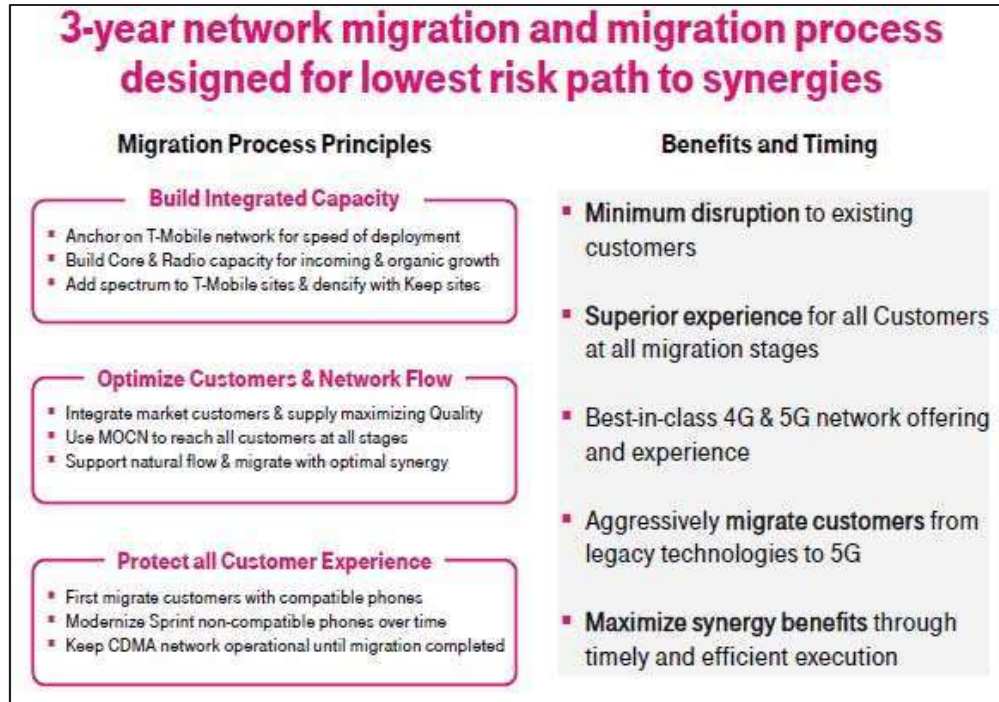 3-year network migration and migration process
designed for lowest risk path to synergies
Migration Process Principles
Build Integrated Capacity
▪ Anchor on T-Mobile network for speed of deployment
▪ Build Core & Radio capacity for incoming & organic growth
▪ Add spectrum to T-Mobile sites & densify with Keep sites
Optimize Customers & Network Flow
▪ Integrate market customers & supply maximizing Quality
▪ Use MOCN to reach all customers at all stages
▪ Support natural flow & migrate with optimal synergy
Protect all Customer Experience
▪ First migrate customers with compatible phones
▪ Modernize Sprint non-compatible phones over time
▪ Keep CDMA network operational until migration completed
Benefits and Timing
▪ Minimum disruption to existing
customers
▪ Superior experience for all Customers
at all migration stages
▪ Best-in-class 4G & 5G network offering
and experience
▪ Aggressively migrate customers from
legacy technologies to 5G
▪ Maximize synergy benefits through
timely and efficient execution